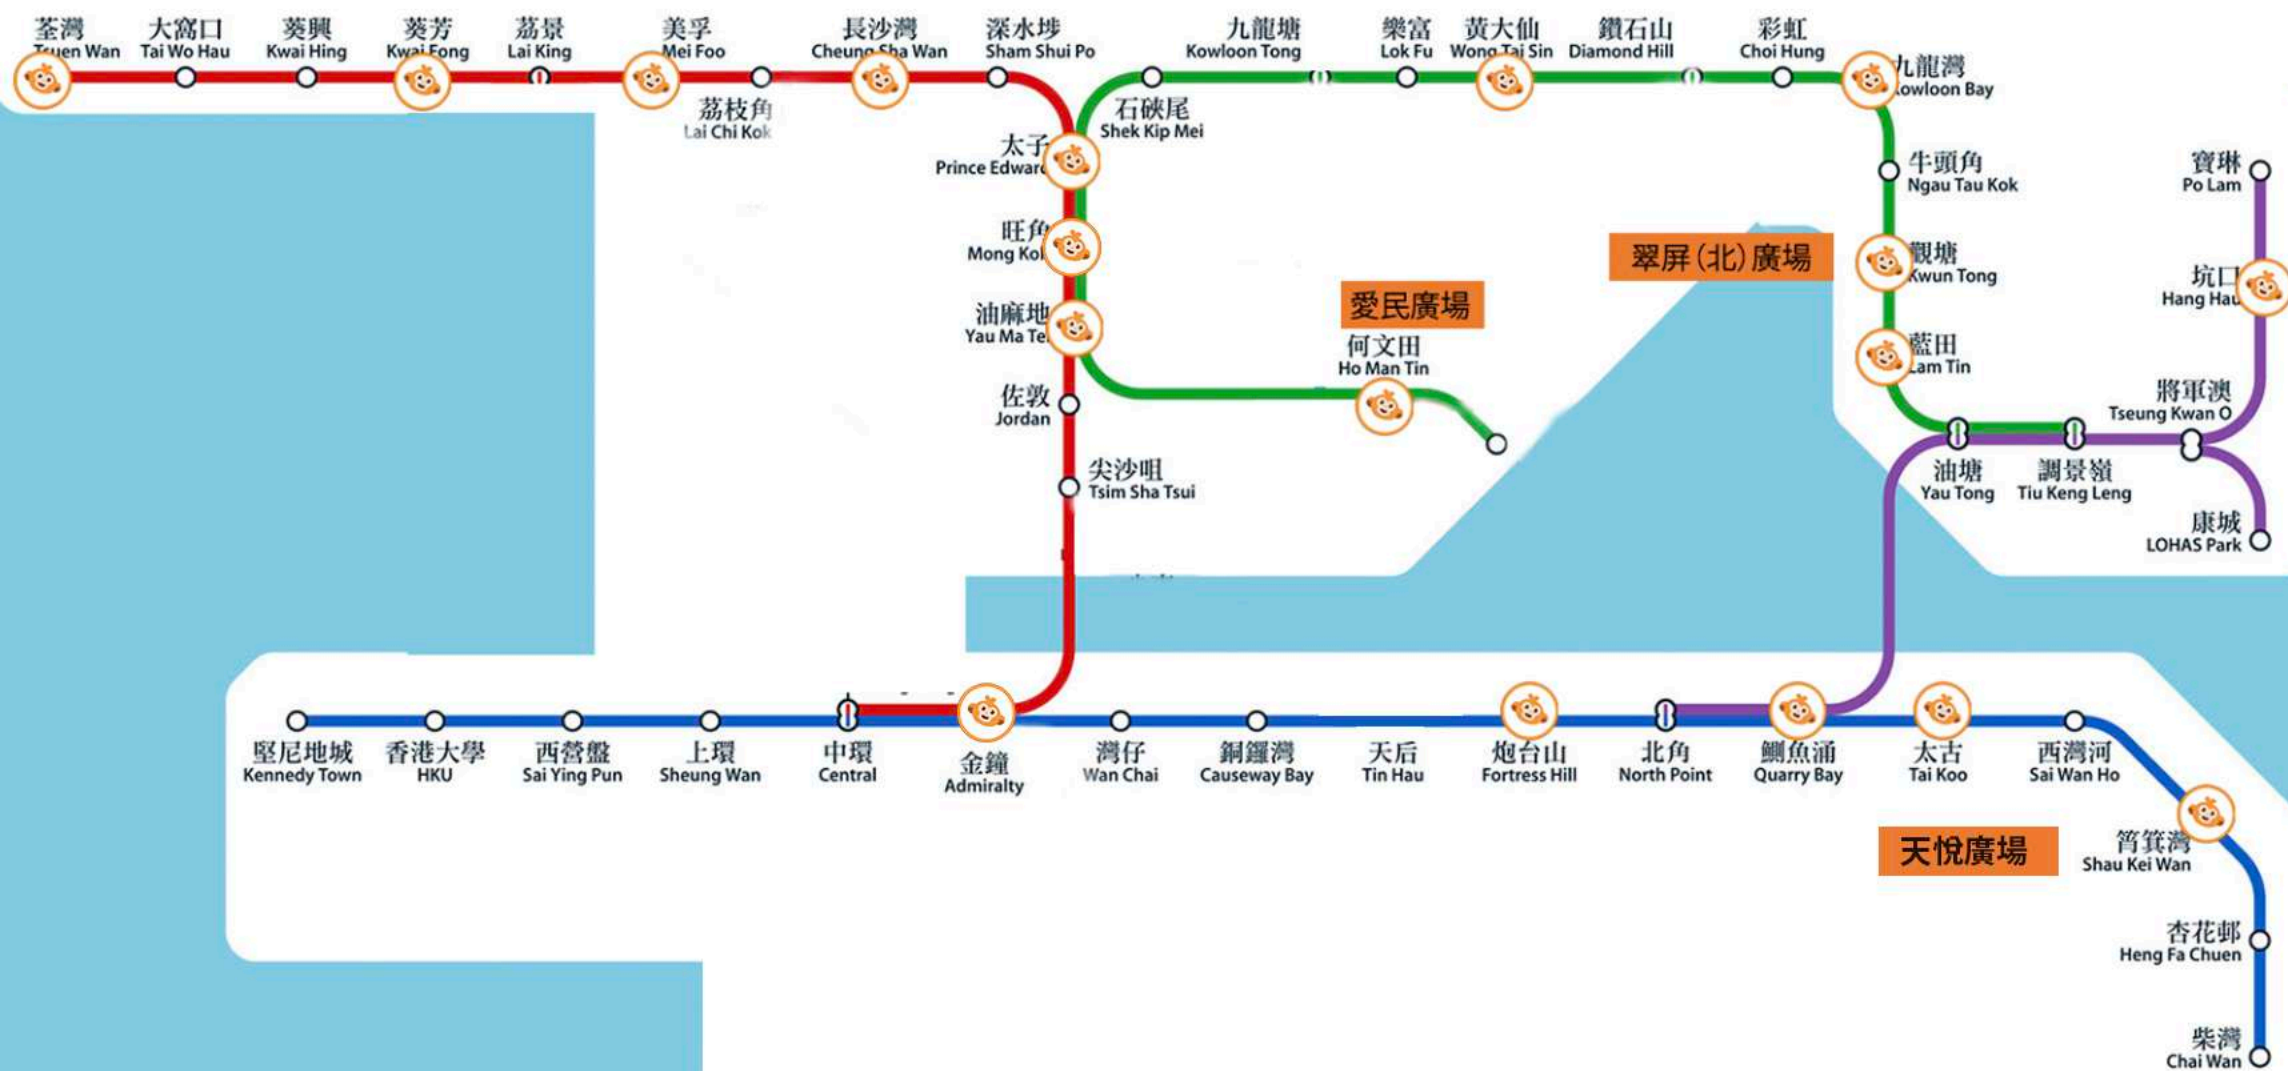 荃灣
Tsuen Wan
大窩口
Tai Wo Hau
葵興
Kwai Hing
葵芳
Kwai Fong
荔景
Lai King
美孚
Mei Foo
長沙灣
Cheung Sha Wan
深水埗
Sham Shui Po
九龍塘
Kowloon Tong
樂富
Lok Fu
黃大仙
Wong Tai Sin
鑽石山
Diamond Hill
彩虹
Choi Hung
九龍灣
Kowloon Bay
荔枝角
Lai Chi Kok
石硤尾
Shek Kip Mei
太子
Prince Edward
牛頭角
Ngau Tau Kok
寶琳
Po Lam
旺角
Mong Kok
翠屏(北)廣場
觀塘
Kwun Tong
坑口
Hang Hau
愛民廣場
油麻地
Yau Ma Tei
何文田
Ho Man Tin
藍田
Lam Tin
佐敦
Jordan
將軍澳
Tseung Kwan O
尖沙咀
Tsim Sha Tsui
油塘
Yau Tong
調景嶺
Tiu Keng Leng
康城
LOHAS Park
堅尼地城
Kennedy Town
香港大學
HKU
西營盤
Sai Ying Pun
上環
Sheung Wan
中環
Central
金鐘
Admiralty
灣仔
Wan Chai
銅鑼灣
Causeway Bay
天后
Tin Hau
炮台山
Fortress Hill
北角
North Point
鰂魚涌
Quarry Bay
太古
Tai Koo
西灣河
Sai Wan Ho
天悅廣場
筲箕灣
Shau Kei Wan
杏花邨
Heng Fa Chuen
柴灣
Chai Wan